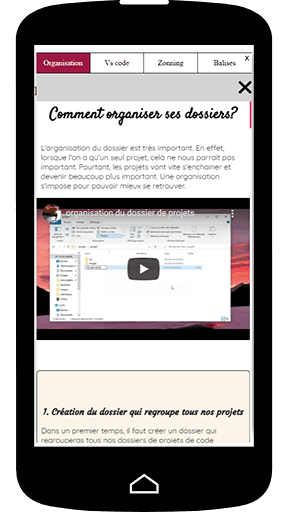 Organisation Vs code Zonning Balises x
Comment organiser ses dossiers?
L'organisation du dossier est très important. En effet,
lorsque l'on a qu'un seul projet, celà ne nous parrait pas
important. Pourtant, les projets vont vite s'enchainer et
devenir beaucoup plus important. Une organisation
s'impose pour pouvoir mieux se retrouver.
organisation du dossier de projets
1. Création du dossier qui regroupe tous nos projets
Dans un premier temps, il faut créer un dossier qui
regrouperas tous nos dossiers de projets de code